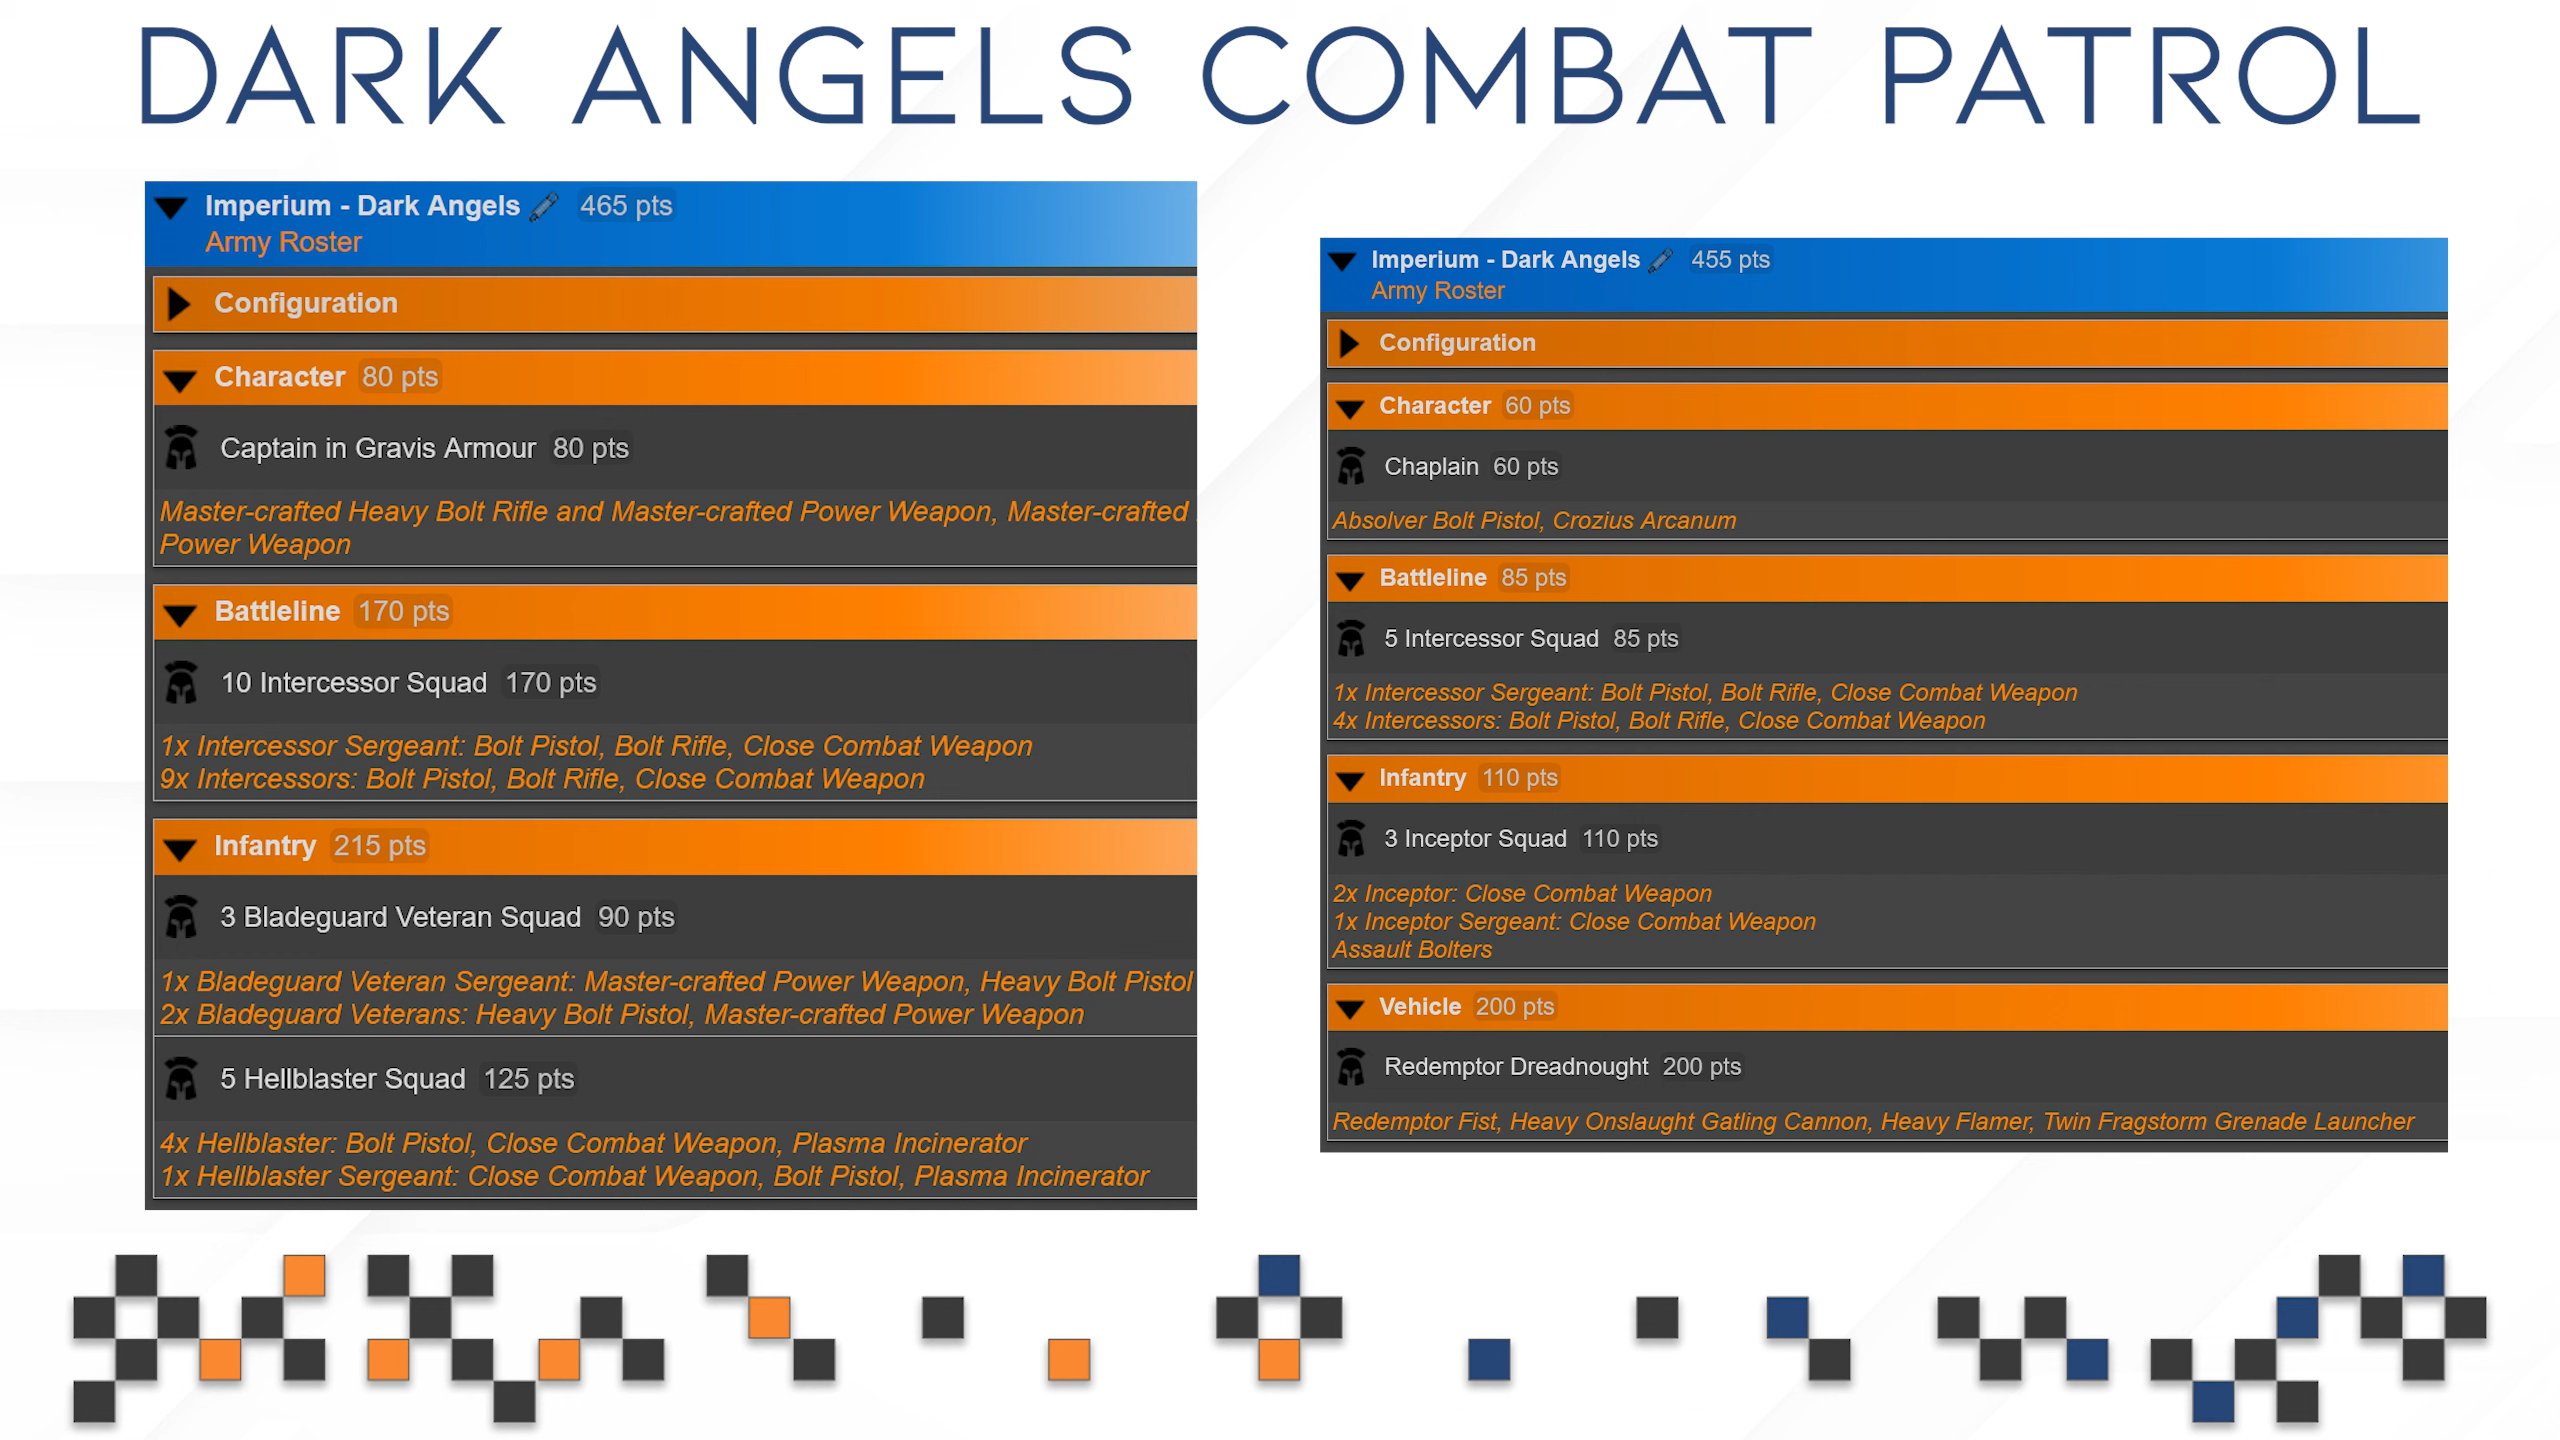 DARK ANGELS COMBAT PATROL
Imperium - Dark Angels 465 pts
Army Roster
Configuration
Character 80 pts
Captain in Gravis Armour 80 pts
Master-crafted Heavy Bolt Rifle and Master-crafted Power Weapon, Master-crafted
Power Weapon
Battleline 170 pts
10 Intercessor Squad 170 pts
1x Intercessor Sergeant: Bolt Pistol, Bolt Rifle, Close Combat Weapon
9x Intercessors: Bolt Pistol, Bolt Rifle, Close Combat Weapon
Infantry 215 pts
3 Bladeguard Veteran Squad 90 pts
1x Bladeguard Veteran Sergeant: Master-crafted Power Weapon, Heavy Bolt Pistol
2x Bladeguard Veterans: Heavy Bolt Pistol, Master-crafted Power Weapon
5 Hellblaster Squad 125 pts
4x Hellblaster: Bolt Pistol, Close Combat Weapon, Plasma Incinerator
1x Hellblaster Sergeant: Close Combat Weapon, Bolt Pistol, Plasma Incinerator
Imperium - Dark Angels 455 pts
Army Roster
Configuration
Character 60 pts
Chaplain 60 pts
Absolver Bolt Pistol, Crozius Arcanum
Battleline 85 pts
5 Intercessor Squad 85 pts
1x Intercessor Sergeant: Bolt Pistol, Bolt Rifle, Close Combat Weapon
4x Intercessors: Bolt Pistol, Bolt Rifle, Close Combat Weapon
Infantry 110 pts
3 Inceptor Squad 110 pts
2x Inceptor: Close Combat Weapon
1x Inceptor Sergeant: Close Combat Weapon
Assault Bolters
Vehicle 200 pts
Redemptor Dreadnought 200 pts
Redemptor Fist, Heavy Onslaught Gatling Cannon, Heavy Flamer, Twin Fragstorm Grenade Launcher